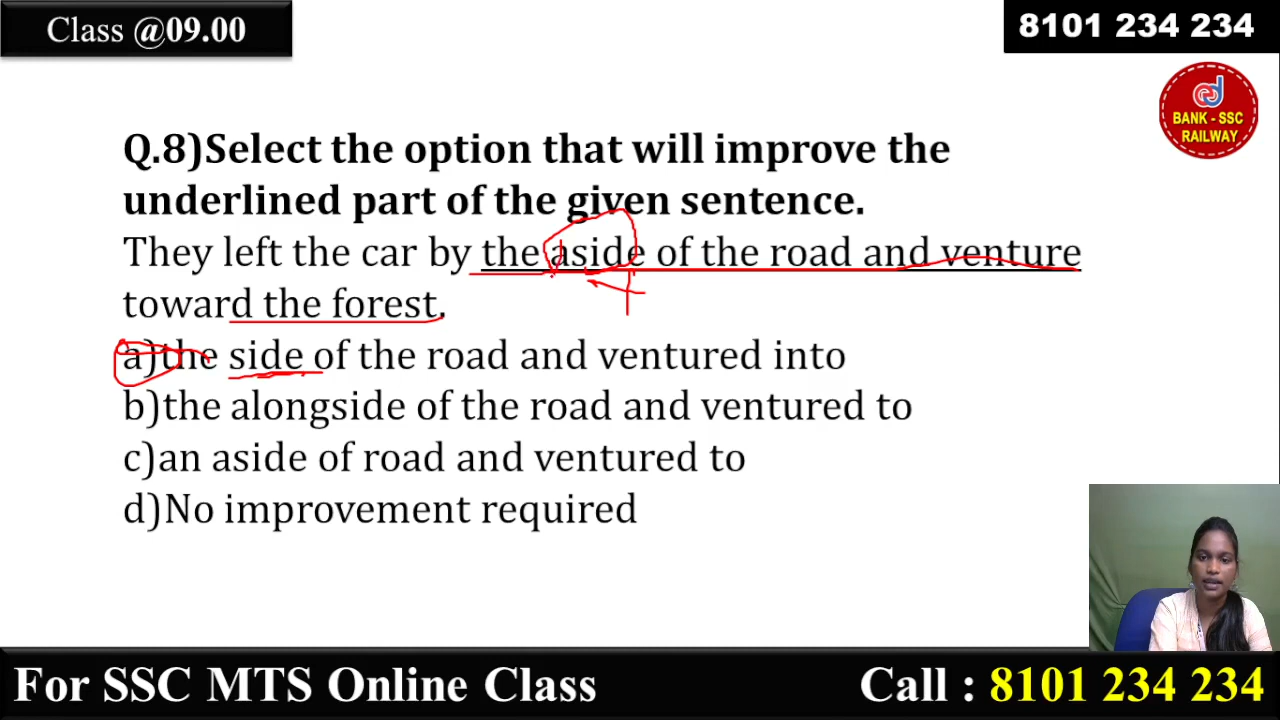 Class @09.00
8101 234 234
BANK - SSC
RAILWAY
Q.8)Select the option that will improve the
underlined part of the given sentence.
They left the car by the aside of the road and venture
toward the forest.
a)the side of the road and ventured into
b)the alongside of the road and ventured to
c)an aside of road and ventured to
d)No improvement required
For SSC MTS Online Class
Call : 8101 234 234